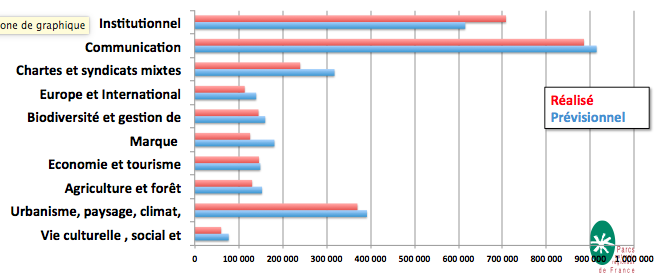 one de graphique
Institutionnel
Communication
Chartes et syndicats mixtes
Europe et International
Biodiversité et gestion de
Marque
Economie et tourisme
Agriculture et forêt
Urbanisme, paysage, climat,
Vie culturelle , social et
Réalisé
Prévisionnel
0 100 000 200 000 300 000 400 000 500 000 600 000 700 000 800 000 900 000 1 000 000
Parcs
de France